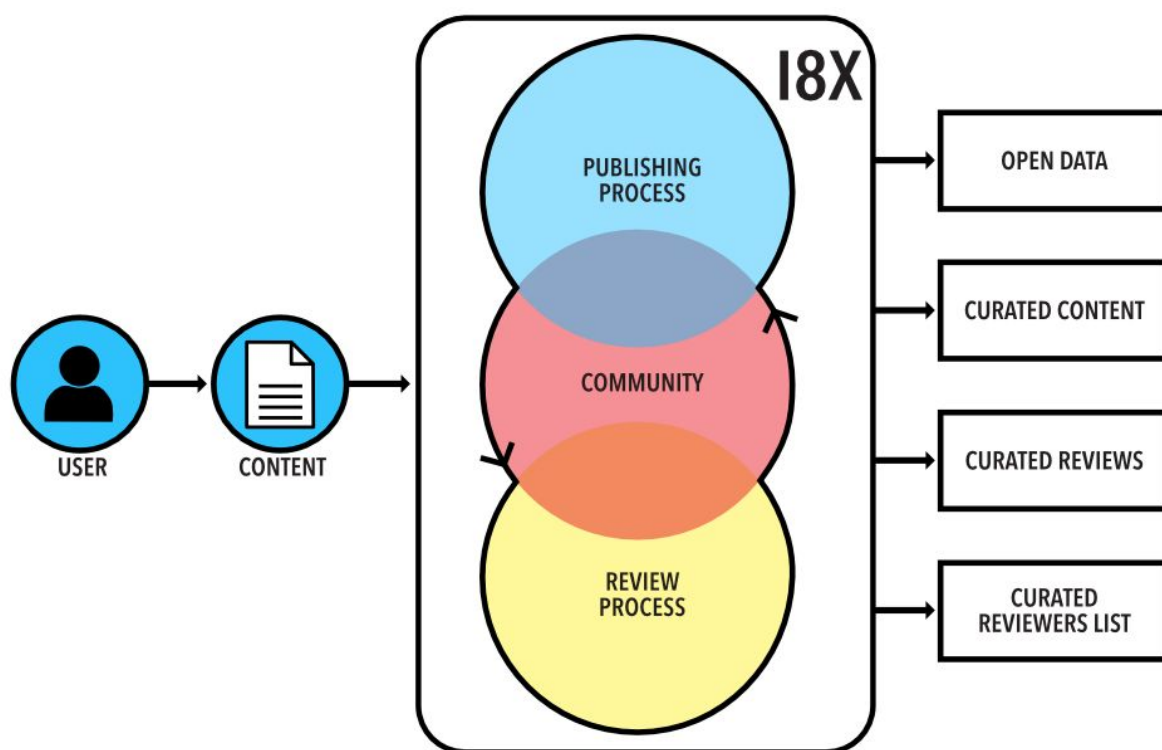 I8X
PUBLISHING
PROCESS
COMMUNITY
REVIEW
PROCESS
USER
CONTENT
OPEN DATA
CURATED CONTENT
CURATED REVIEWS
CURATED
REVIEWERS LIST